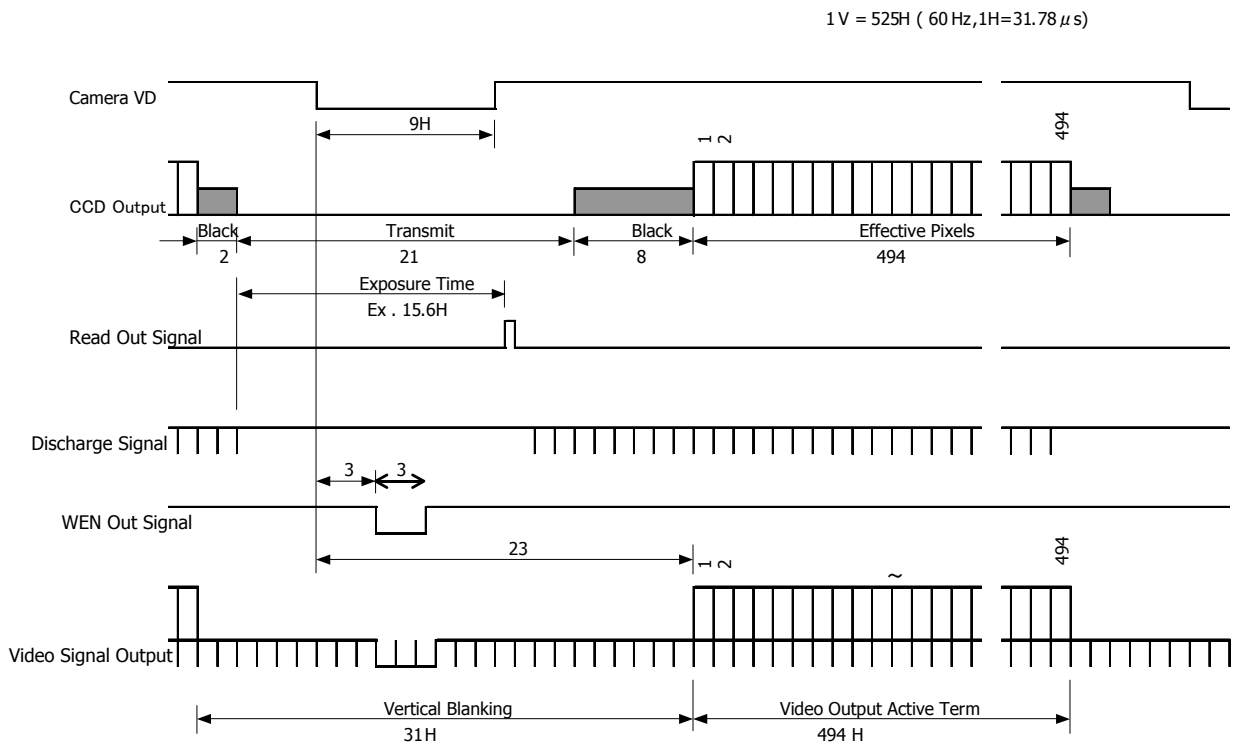 1 V = 525H ( 60 Hz,1H=31.78 μ s)
Camera VD
9H
1
2
494
CCD Output
Black
Transmit
Black
Effective Pixels
2
21
8
494
Exposure Time
Ex . 15.6H
Read Out Signal
Discharge Signal
3
3
WEN Out Signal
23
1
2
494
~
Video Signal Output
Vertical Blanking
Video Output Active Term
31H
494 H